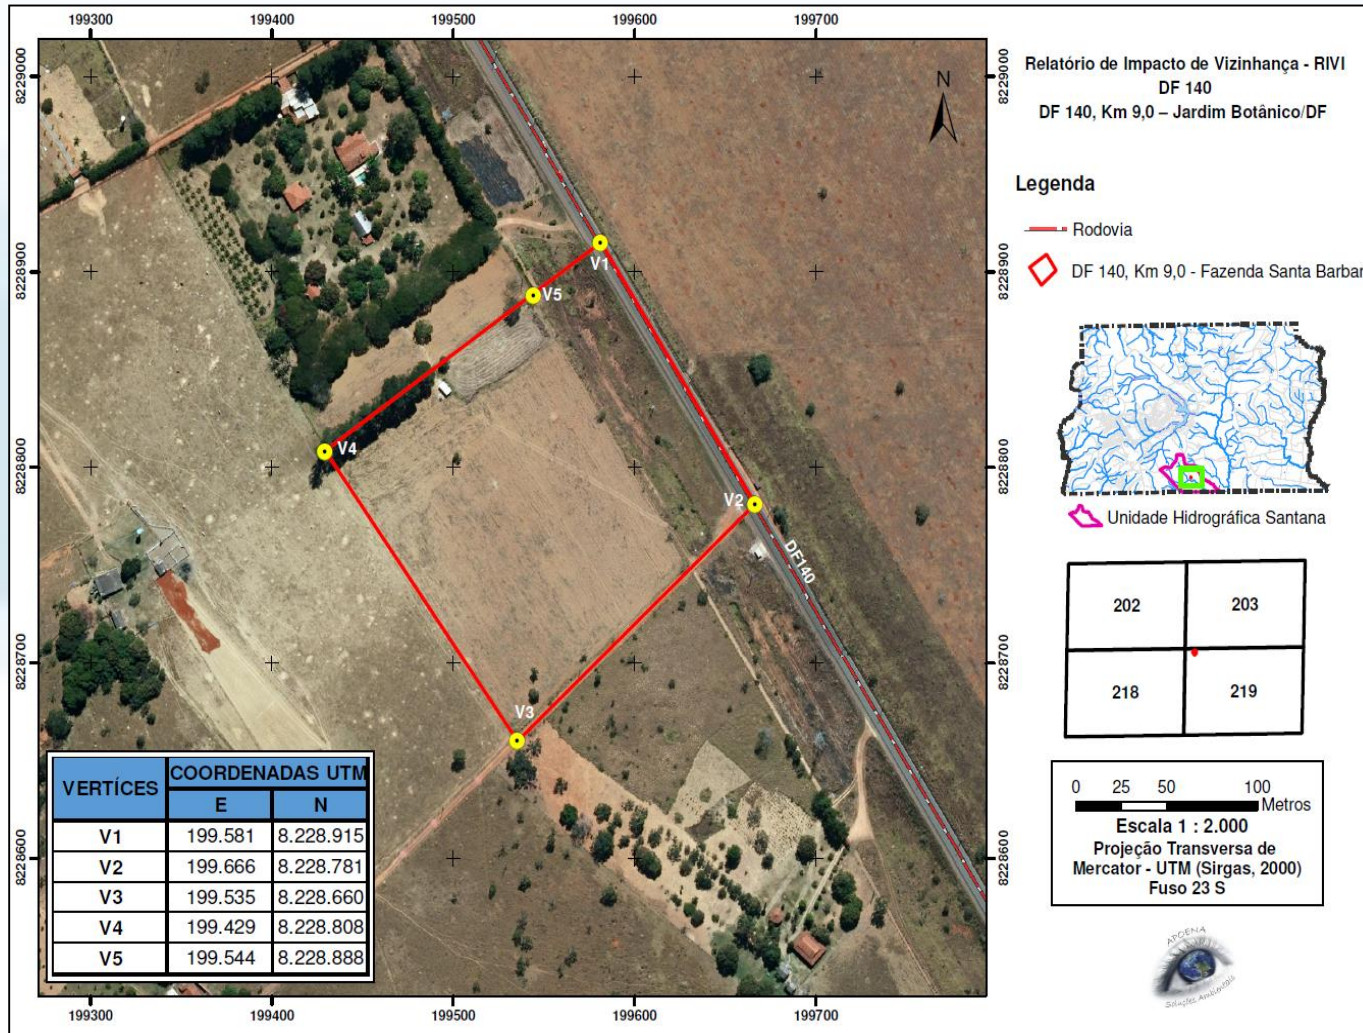 199300 199400 199500 199600 199700
8229000
8228900
8228800
8228700
8228600
N
V1
V5
V4
V2
DF140
V3
VERTÍCES COORDENADAS UTM
E N
V1 199.581 8.228.915
V2 199.666 8.228.781
V3 199.535 8.228.660
V4 199.429 8.228.808
V5 199.544 8.228.888
199300 199400 199500 199600 199700
8229000
8228900
8228800
8228700
8228600
Relatório de Impacto de Vizinhança - RIVI
DF 140
DF 140, Km 9,0 – Jardim Botânico/DF
Legenda
Rodovia
DF 140, Km 9,0 - Fazenda Santa Barbar
Unidade Hidrográfica Santana
202 203
218 219
0 25 50 100
Metros
Escala 1 : 2.000
Projeção Transversa de
Mercator - UTM (Sirgas, 2000)
Fuso 23 S
APOENA
Soluções Ambientais